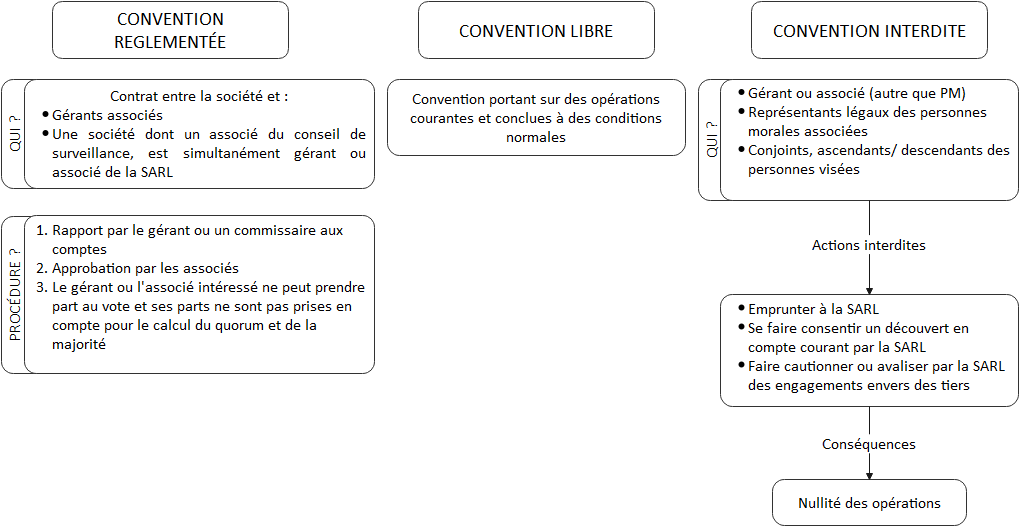 CONVENTION
REGLEMENTÉE
QUI ?
Contrat entre la société et :
• Gérants associés
• Une société dont un associé du conseil de
surveillance, est simultanément gérant ou
associé de la SARL
PROCÉDURE ?
1. Rapport par le gérant ou un commissaire aux
comptes
2. Approbation par les associés
3. Le gérant ou l'associé intéressé ne peut prendre
part au vote et ses parts ne sont pas prises en
compte pour le calcul du quorum et de la
majorité
CONVENTION LIBRE
Convention portant sur des opérations
courantes et conclues à des conditions
normales
CONVENTION INTERDITE
QUI ?
• Gérant ou associé (autre que PM)
• Représentants légaux des personnes
morales associées
• Conjoints, ascendants/ descendants des
personnes visées
Actions interdites
• Emprunter à la SARL
• Se faire consentir un découvert en
compte courant par la SARL
• Faire cautionner ou avaliser par la SARL
des engagements envers des tiers
Conséquences
Nullité des opérations